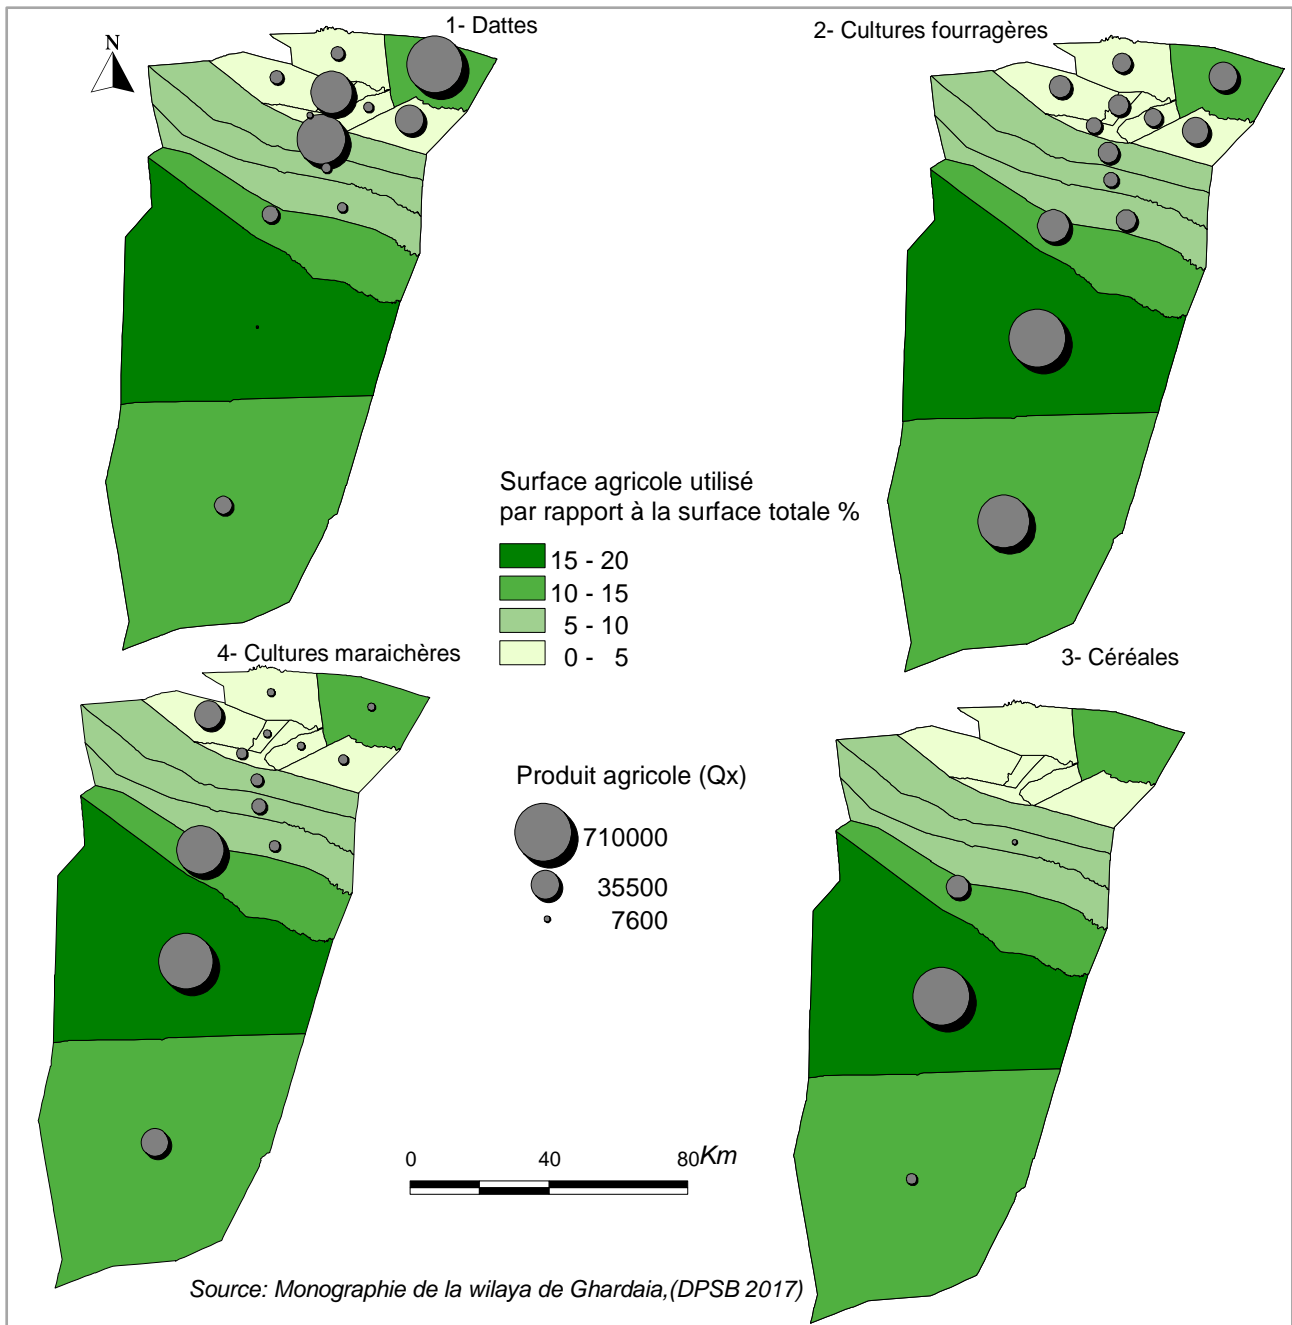 1- Dattes
2- Cultures fourragères
N
Surface agricole utilisé
par rapport à la surface totale %
15 - 20
10 - 15
5 - 10
0 - 5
4- Cultures maraichères
3- Céréales
Produit agricole (Qx)
710000
35500
7600
0 40 80 Km
Source: Monographie de la wilaya de Ghardaia,(DPSB 2017)